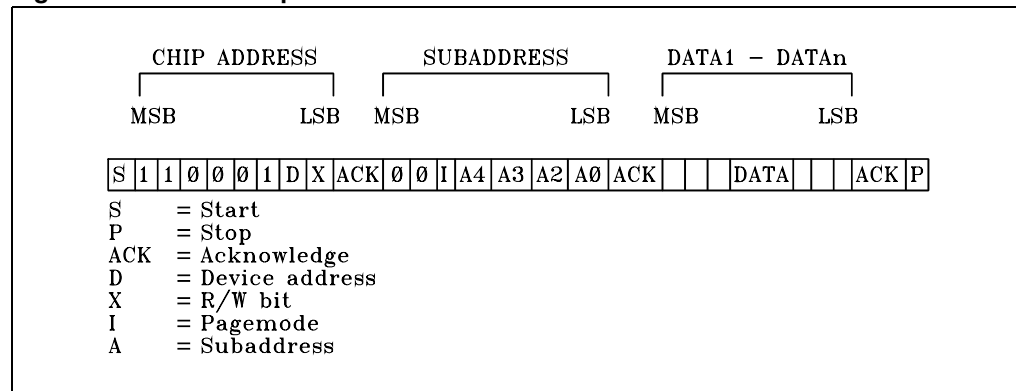 CHIP ADDRESS SUBADDRESS DATA1 – DATAn
MSB LSB MSB LSB MSB LSB
S 1 1 Ø Ø Ø 1 D X ACK Ø Ø I A4 A3 A2 AØ ACK DATA ACK P
S = Start
P = Stop
ACK = Acknowledge
D = Device address
X = R/W bit
I = Pagemode
A = Subaddress